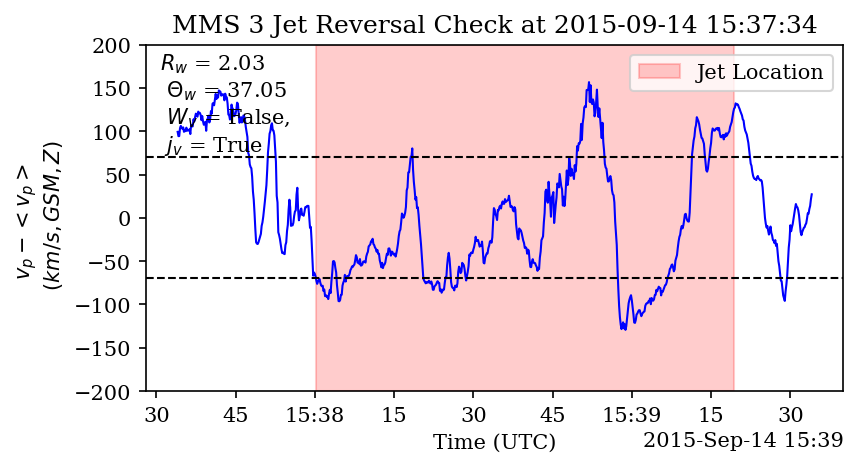 MMS 3 Jet Reversal Check at 2015-09-14 15:37:34
R_w = 2.03
Θ_w = 37.05
W_v = False,
j_v = True
Jet Location
200
150
100
50
0
−50
−100
−150
−200
v_p − < v_p >
(km/s, GSM, Z)
30 45 15:38 15 30 45 15:39 15 30
Time (UTC)
2015-Sep-14 15:39